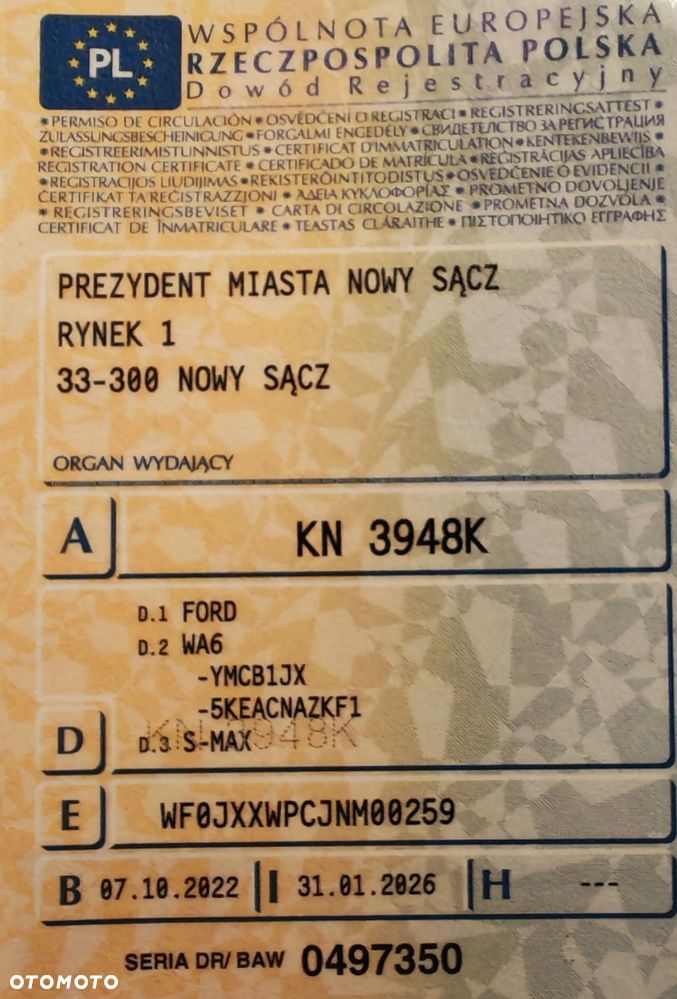 PL
WSPÓLNOTA EUROPEJSKA
RZECZPOSPOLITA POLSKA
Dowód Rejestracyjny
• PERMISO DE CIRCULACIÓN • OSVĚDČENÍ O REGISTRACI • REGISTRERINGSATTEST •
ZULASSUNGSBESCHEINIGUNG • FORGALMI ENGEDÉLY • СВИДЕТЕЛСТВО ЗА РЕГИСТРАЦИЯ
• REGISTREERIMISTUNNISTUS • CERTIFICAT D'IMMATRICULATION • KENTEKENBEWIJS •
REGISTRATION CERTIFICATE • CERTIFICADO DE MATRÍCULA • REĢISTRĀCIJAS APLIECĪBA
• REGISTRACIJOS LIUDIJIMAS • REKISTERÖINTITODISTUS • OSVEDČENIE O EVIDENCII •
ĊERTIFIKAT TA' REĠISTRAZZJONI • ΑΔΕΙΑ ΚΥΚΛΟΦΟΡΙΑΣ • PROMETNO DOVOLJENJE
• REGISTRERINGSBEVISET • CARTA DI CIRCOLAZIONE • PROMETNA DOZVOLA •
CERTIFICAT DE ÎNMATRICULARE • TEASTAS CLÁRAITHE • ΠΙΣΤΟΠΟΙΗΤΙΚΟ ΕΓΓΡΑΦΗΣ
PREZYDENT MIASTA NOWY SĄCZ
RYNEK 1
33-300 NOWY SĄCZ
ORGAN WYDAJĄCY
A KN 3948K
D.1 FORD
D.2 WA6
-YMCB1JX
-5KEACNAZKF1
KN 3948K
D D.3 S-MAX
E WF0JXXWPCJNM00259
B 07.10.2022 I 31.01.2026 H ---
SERIA DR/ BAW 0497350
OTOMOTO